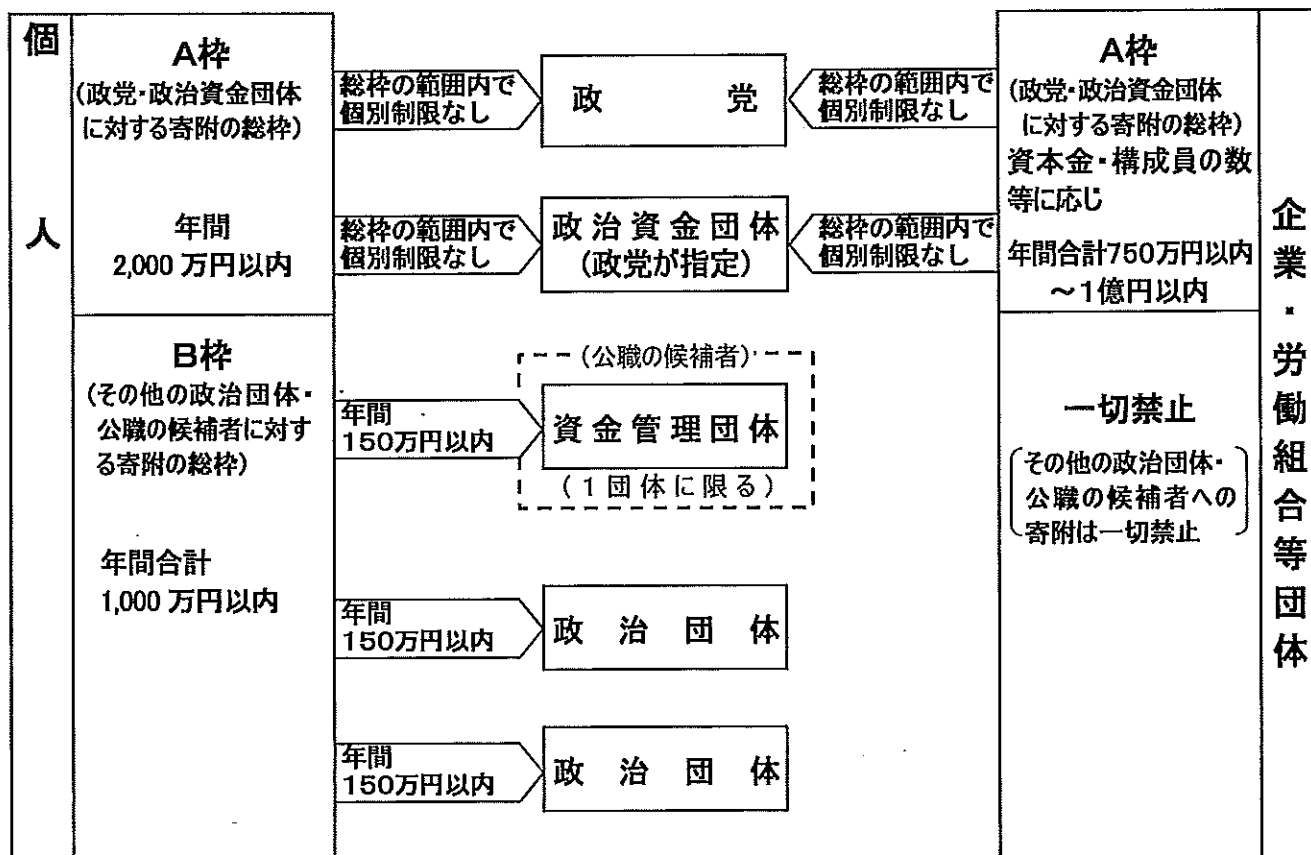 個人
A枠
(政党・政治資金団体
に対する寄附の総枠)
年間
2,000万円以内
B枠
(その他の政治団体・
公職の候補者に対す
る寄附の総枠)
年間合計
1,000万円以内
総枠の範囲内で
個別制限なし
政党
総枠の範囲内で
個別制限なし
総枠の範囲内で
個別制限なし
政治資金団体
(政党が指定)
総枠の範囲内で
個別制限なし
(公職の候補者)
年間
150万円以内
資金管理団体
(1団体に限る)
年間
150万円以内
政治団体
年間
150万円以内
政治団体
A枠
(政党・政治資金団体
に対する寄附の総枠)
資本金・構成員の数
等に応じ
年間合計750万円以内
～1億円以内
一切禁止
(その他の政治団体・
公職の候補者への
寄附は一切禁止)
企業・労働組合等団体